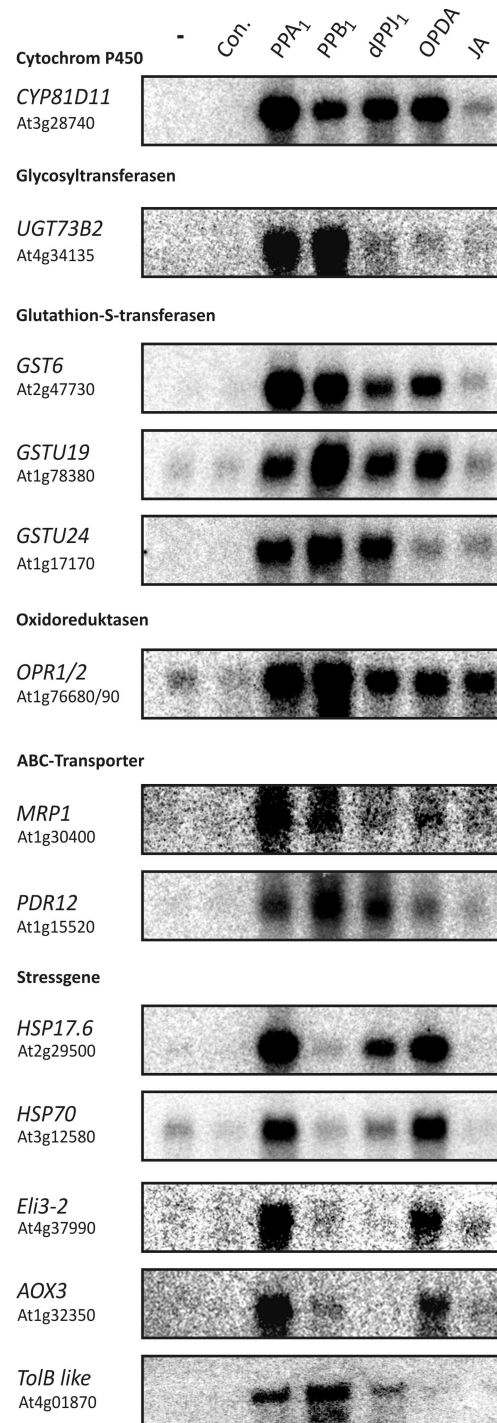 - Con. PPA₁ PPB₁ dPPJ₁ OPDA JA
Cytochrom P450
CYP81D11
At3g28740
Glycosyltransferasen
UGT73B2
At4g34135
Glutathion-S-transferasen
GST6
At2g47730
GSTU19
At1g78380
GSTU24
At1g17170
Oxidoreduktasen
OPR1/2
At1g76680/90
ABC-Transporter
MRP1
At1g30400
PDR12
At1g15520
Stressgene
HSP17.6
At2g29500
HSP70
At3g12580
Eli3-2
At4g37990
AOX3
At1g32350
TolB like
At4g01870